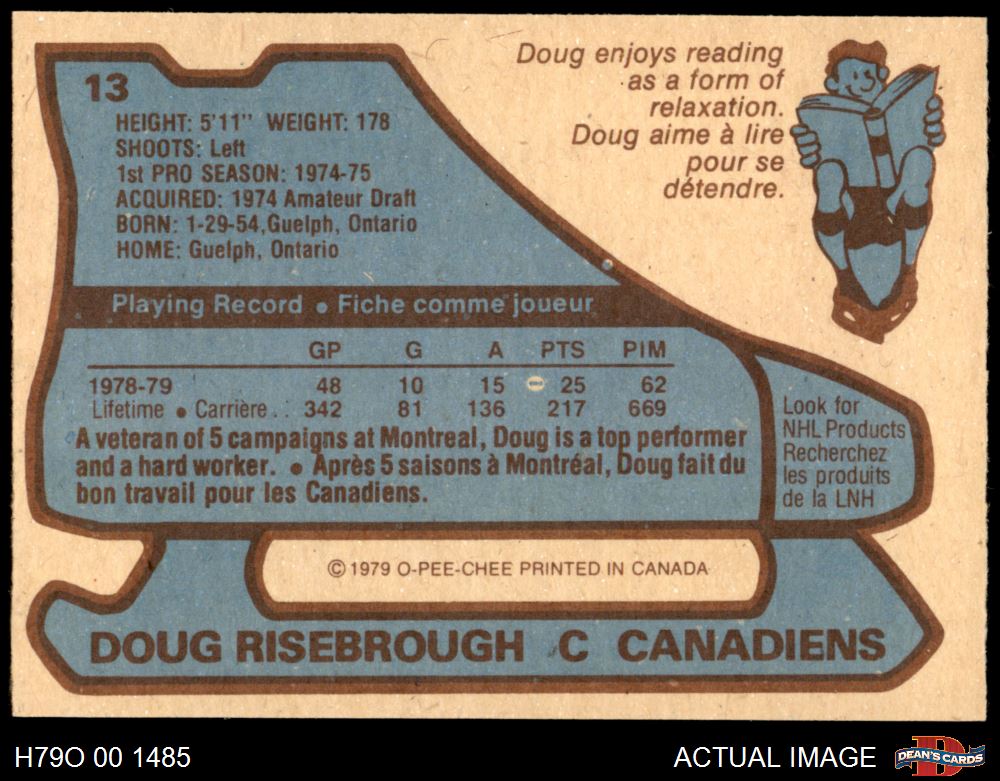 13
HEIGHT: 5'11" WEIGHT: 178
SHOOTS: Left
1st PRO SEASON: 1974-75
ACQUIRED: 1974 Amateur Draft
BORN: 1-29-54, Guelph, Ontario
HOME: Guelph, Ontario
Doug enjoys reading
as a form of
relaxation.
Doug aime à lire
pour se
détendre.
Playing Record • Fiche comme joueur
GP G A PTS PIM
1978-79 48 10 15 25 62
Lifetime • Carrière . . 342 81 136 217 669
A veteran of 5 campaigns at Montreal, Doug is a top performer
and a hard worker. • Après 5 saisons à Montréal, Doug fait du
bon travail pour les Canadiens.
Look for
NHL Products
Recherchez
les produits
de la LNH
© 1979 O-PEE-CHEE PRINTED IN CANADA
DOUG RISEBROUGH C CANADIENS
H79O 00 1485
ACTUAL IMAGE
D
DEAN'S CARDS